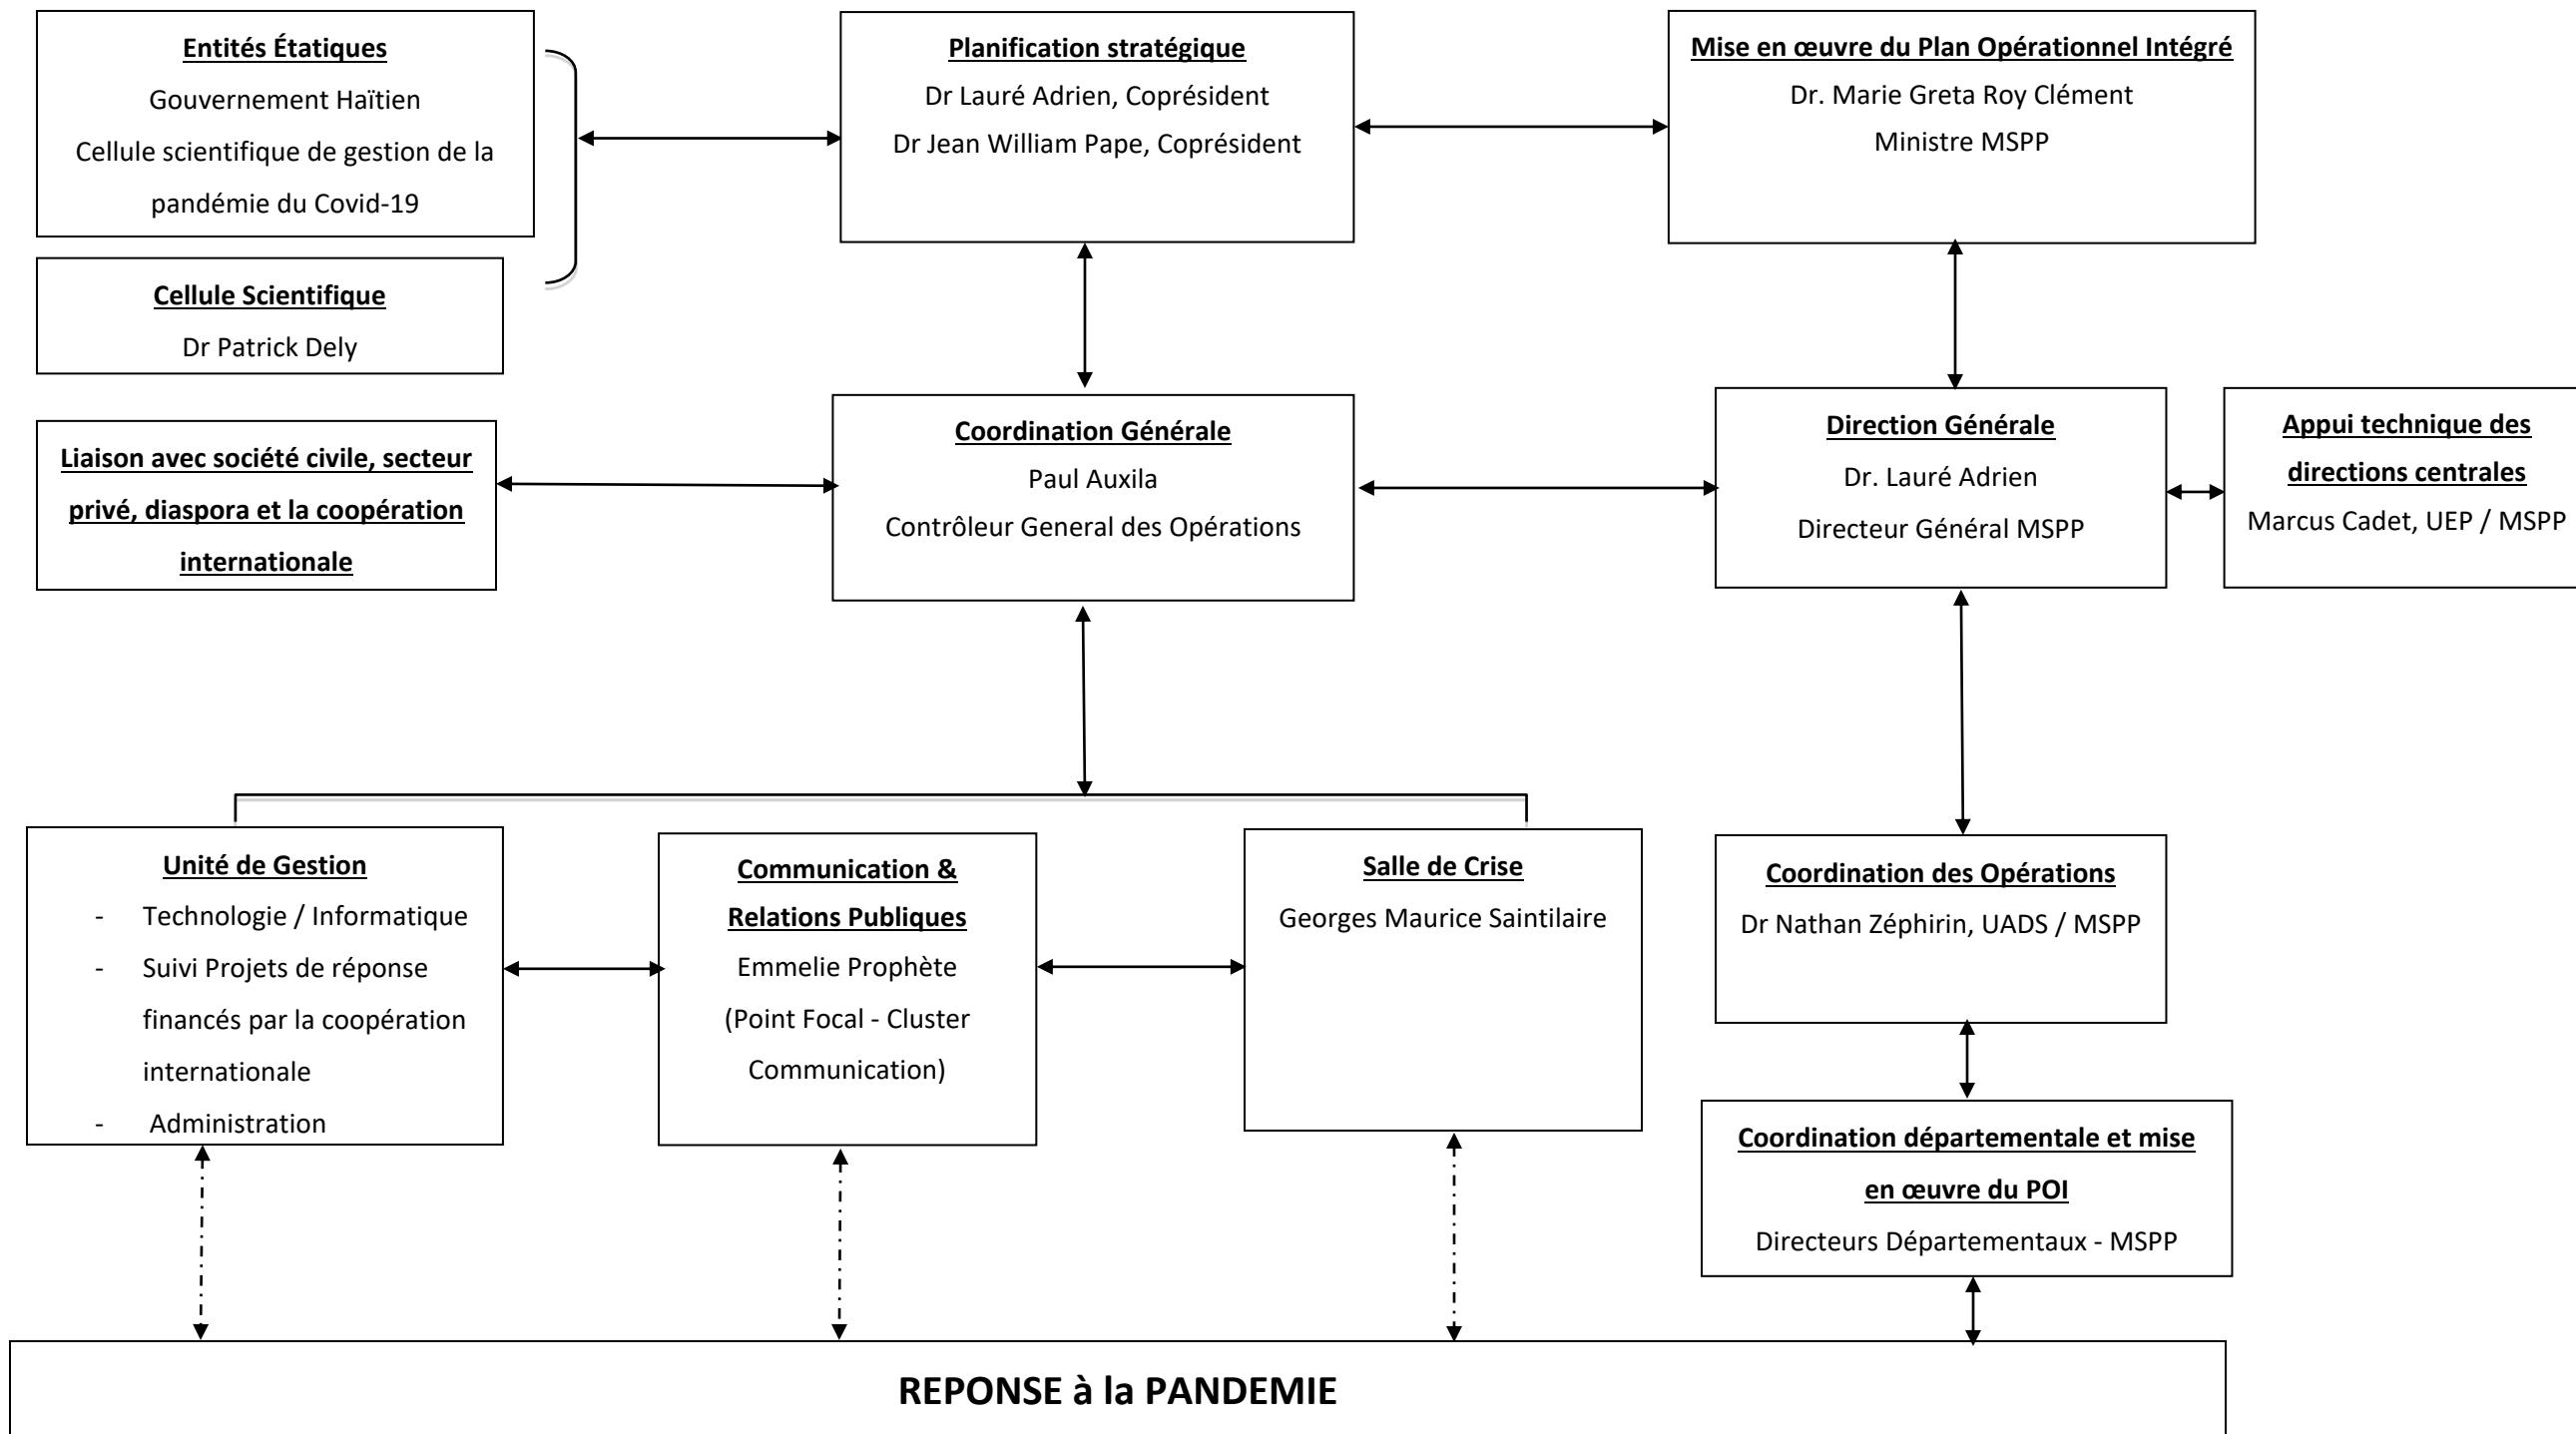 Entités Étatiques
Gouvernement Haïtien
Cellule scientifique de gestion de la
pandémie du Covid-19
Planification stratégique
Dr Lauré Adrien, Coprésident
Dr Jean William Pape, Coprésident
Mise en œuvre du Plan Opérationnel Intégré
Dr. Marie Greta Roy Clément
Ministre MSPP
Cellule Scientifique
Dr Patrick Dely
Liaison avec société civile, secteur
privé, diaspora et la coopération
internationale
Coordination Générale
Paul Auxila
Contrôleur General des Opérations
Direction Générale
Dr. Lauré Adrien
Directeur Général MSPP
Appui technique des
directions centrales
Marcus Cadet, UEP / MSPP
Unité de Gestion
- Technologie / Informatique
- Suivi Projets de réponse
financés par la coopération
internationale
- Administration
Communication &
Relations Publiques
Emmelie Prophète
(Point Focal - Cluster
Communication)
Salle de Crise
Georges Maurice Saintilaire
Coordination des Opérations
Dr Nathan Zéphirin, UADS / MSPP
Coordination départementale et mise
en œuvre du POI
Directeurs Départementaux - MSPP
REPONSE à la PANDEMIE